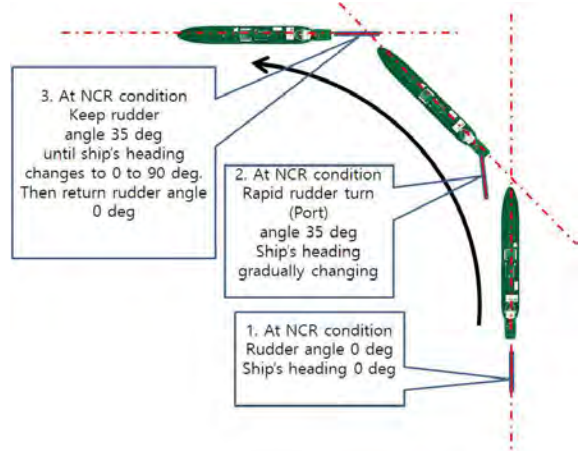 3. At NCR condition
Keep rudder
angle 35 deg
until ship's heading
changes to 0 to 90 deg.
Then return rudder angle
0 deg
2. At NCR condition
Rapid rudder turn
(Port)
angle 35 deg
Ship's heading
gradually changing
1. At NCR condition
Rudder angle 0 deg
Ship's heading 0 deg